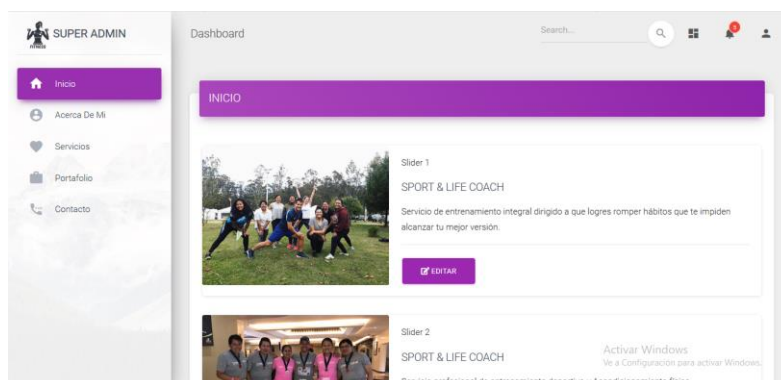 SUPER ADMIN
Dashboard
Search...
5
Inicio
Acerca De Mi
Servicios
Portafolio
Contacto
INICIO
Slider 1
SPORT & LIFE COACH
Servicio de entrenamiento integral dirigido a que logres romper hábitos que te impiden
alcanzar tu mejor versión.
EDITAR
Slider 2
SPORT & LIFE COACH
Activar Windows
Ve a Configuración para activar Windows.